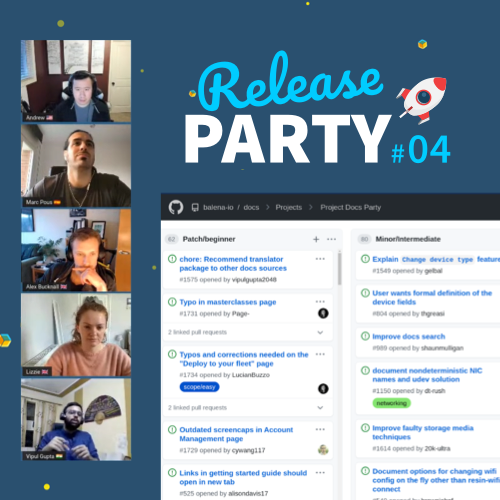 Release
PARTY #04
Andrew
Marc Poux
Alex Bucknall
Lizzie
Vipul Gupta
balena-io / docs > Projects > Project Docs Party
62 Patch/beginner
chore: Recommend translator
package to other docs sources
#1575 opened by vipulgupta2048
Typo in masterclasses page
#1731 opened by Page-
2 linked pull requests
Typos and corrections needed on the
"Deploy to your fleet" page
#1734 opened by LucianBuzzo
scope/easy
2 linked pull requests
Outdated screencaps in Account
Management page
#1729 opened by cywang117
Links in getting started guide should
open in new tab
#525 opened by alisondavis17
80 Minor/Intermediate
Explain Change device type feature
#1549 opened by gelbal
User wants formal definition of the
device fields
#804 opened by thgreasi
Improve docs search
#989 opened by shaunmulligan
document nondeterministic NIC
names and udev solution
#1150 opened by dt-rush
networking
Improve faulty storage media
techniques
#1614 opened by 20k-ultra
Document options for changing wifi
config on the fly other than resin-wifi
connect